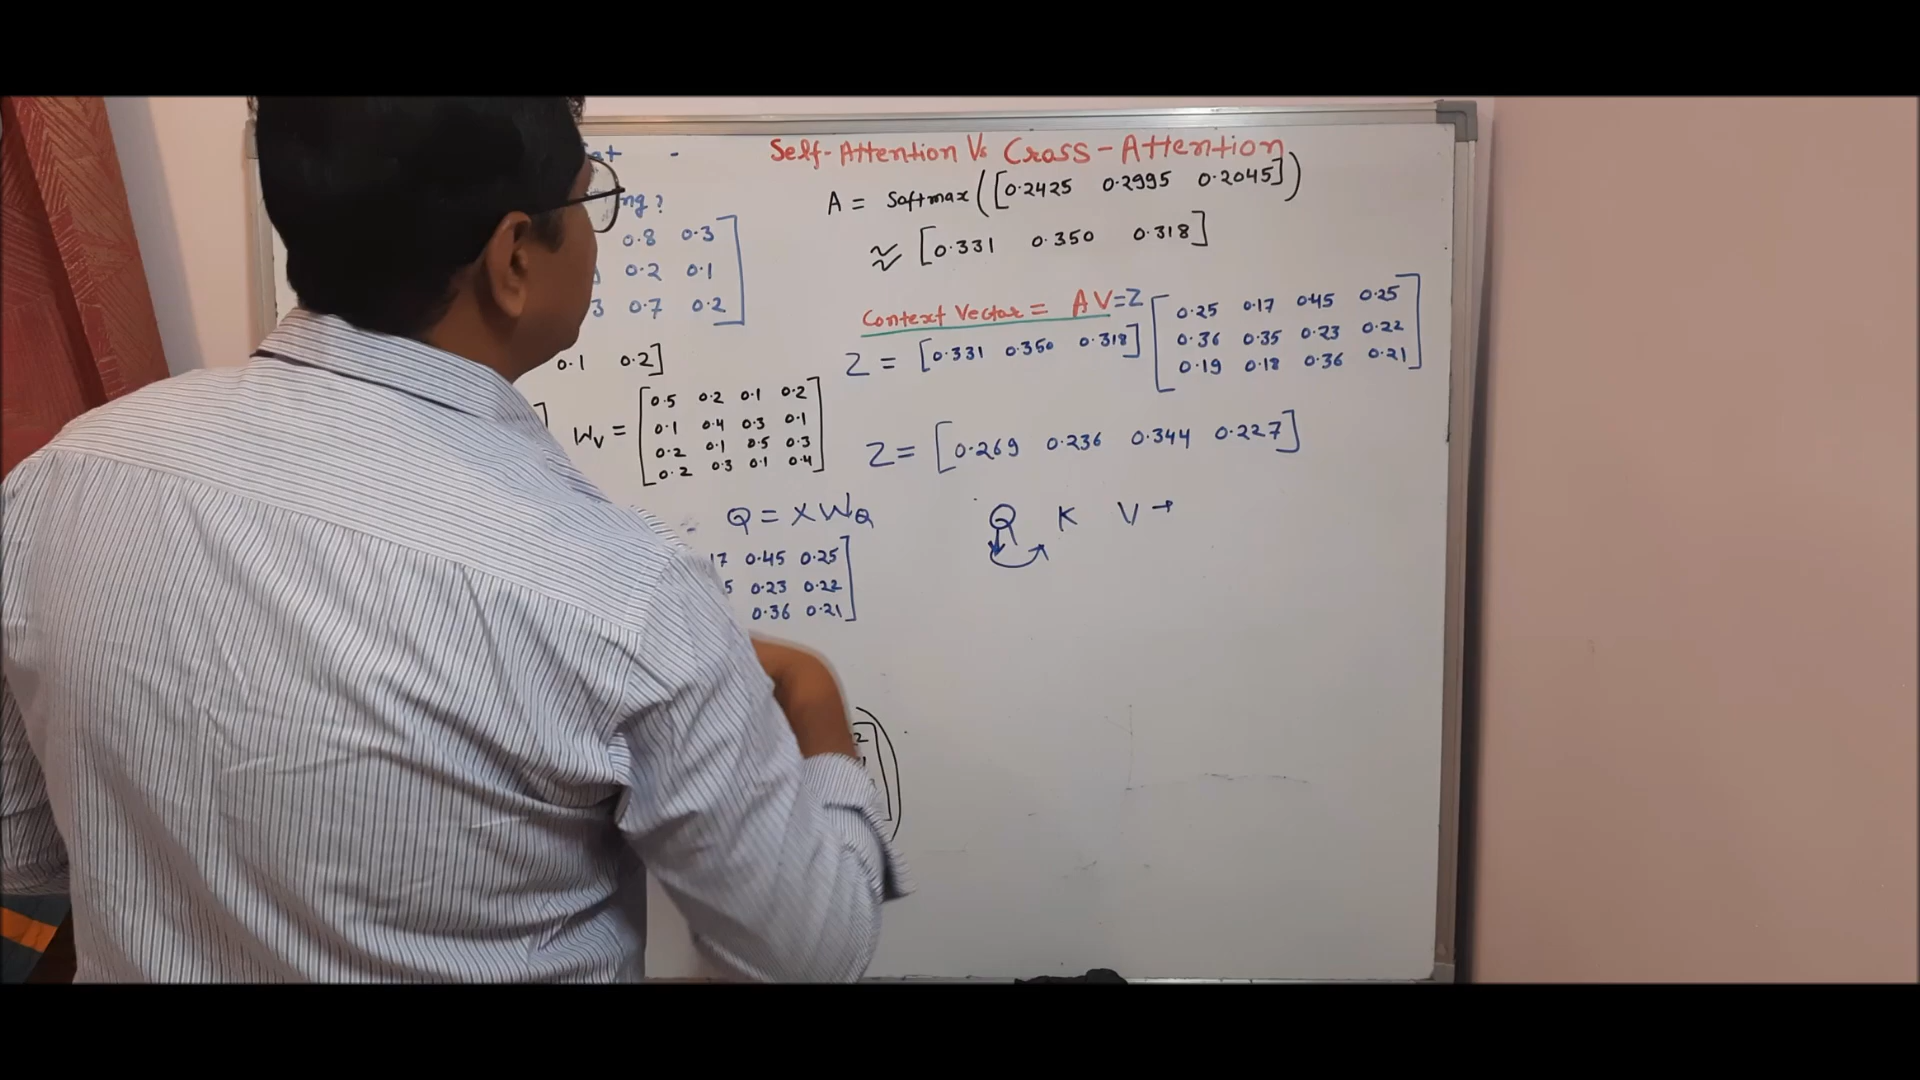 Self-Attention Vs Cross-Attention
A = Softmax([0.2425 0.2995 0.2045])
≈ [0.331 0.350 0.318]
?
0.8 0.3
0.2 0.1
3 0.7 0.2
Context Vector = AV=Z
Z = [0.331 0.350 0.318]
0.25 0.17 0.45 0.25
0.36 0.35 0.23 0.22
0.19 0.18 0.36 0.21
0.1 0.2]
Wv =
0.5 0.2 0.1 0.2
0.1 0.4 0.3 0.1
0.2 0.1 0.5 0.3
0.2 0.3 0.1 0.4
Z = [0.269 0.236 0.344 0.227]
Q = XWQ
17 0.45 0.25
5 0.23 0.22
0.36 0.21
Q K V →
2